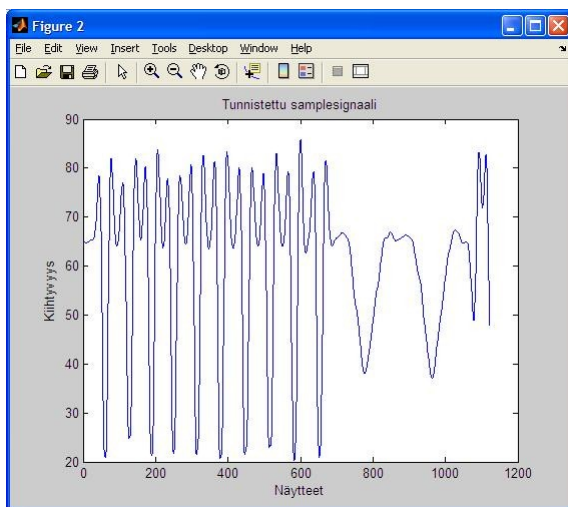 Figure 2
File Edit View Insert Tools Desktop Window Help
Tunnistettu samplesignaali
90
80
70
60
50
40
30
20
Kiihtyvyys
0 200 400 600 800 1000 1200
Näytteet